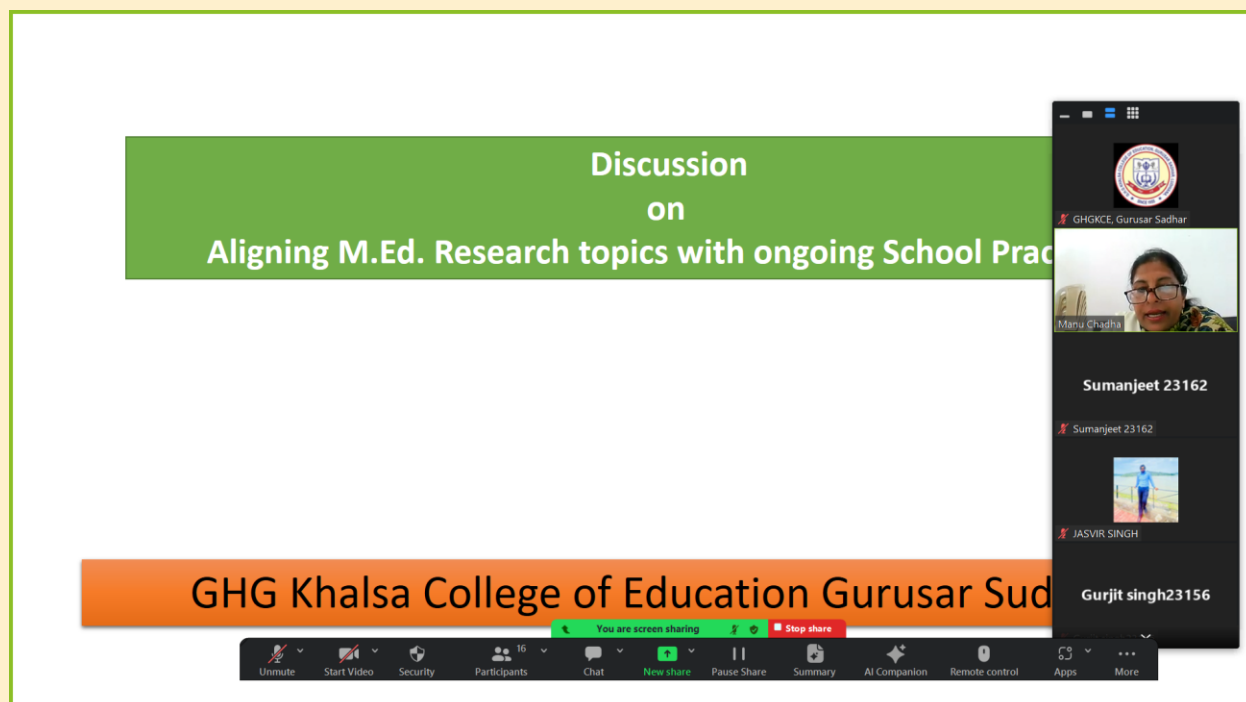 Discussion
on
Aligning M.Ed. Research topics with ongoing School Prac
GHGKCE, Gurusar Sadhar
Manu Chadha
Sumanjeet 23162
Sumanjeet 23162
JASVIR SINGH
Gurjit singh23156
GHG Khalsa College of Education Gurusar Sud
You are screen sharing Stop share
16
Unmute Start Video Security Participants Chat New share Pause Share Summary AI Companion Remote control Apps More